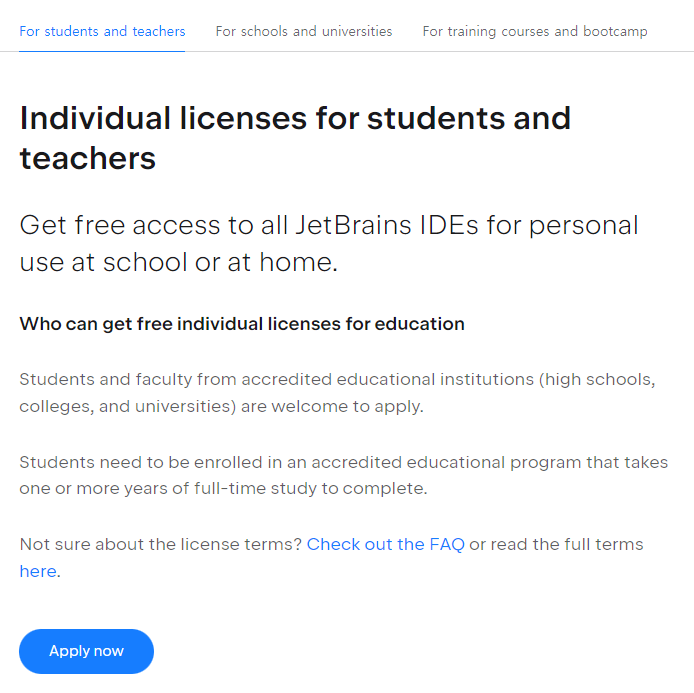 For students and teachers For schools and universities For training courses and bootcamp
Individual licenses for students and
teachers
Get free access to all JetBrains IDEs for personal
use at school or at home.
Who can get free individual licenses for education
Students and faculty from accredited educational institutions (high schools,
colleges, and universities) are welcome to apply.
Students need to be enrolled in an accredited educational program that takes
one or more years of full-time study to complete.
Not sure about the license terms? Check out the FAQ or read the full terms
here.
Apply now